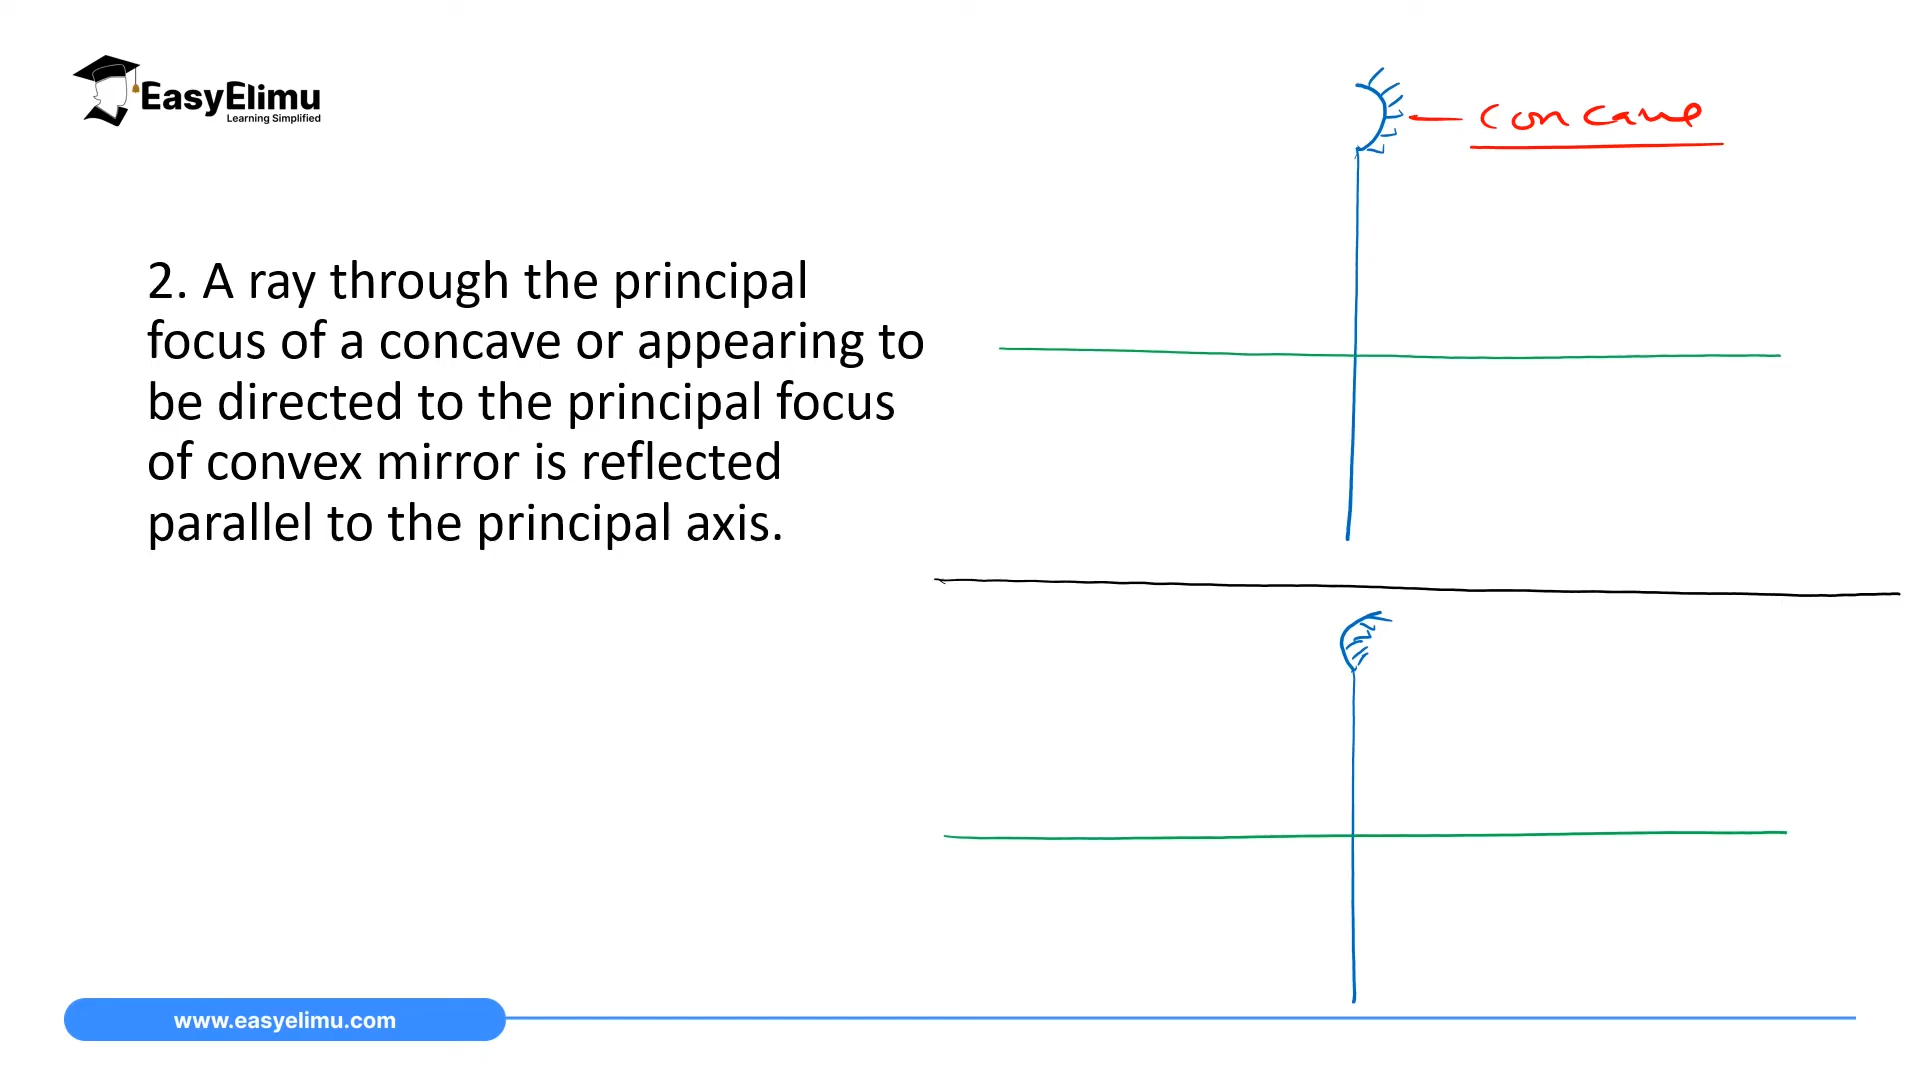 EasyElimu
Learning Simplified
concave
2. A ray through the principal
focus of a concave or appearing to
be directed to the principal focus
of convex mirror is reflected
parallel to the principal axis.
www.easyelimu.com